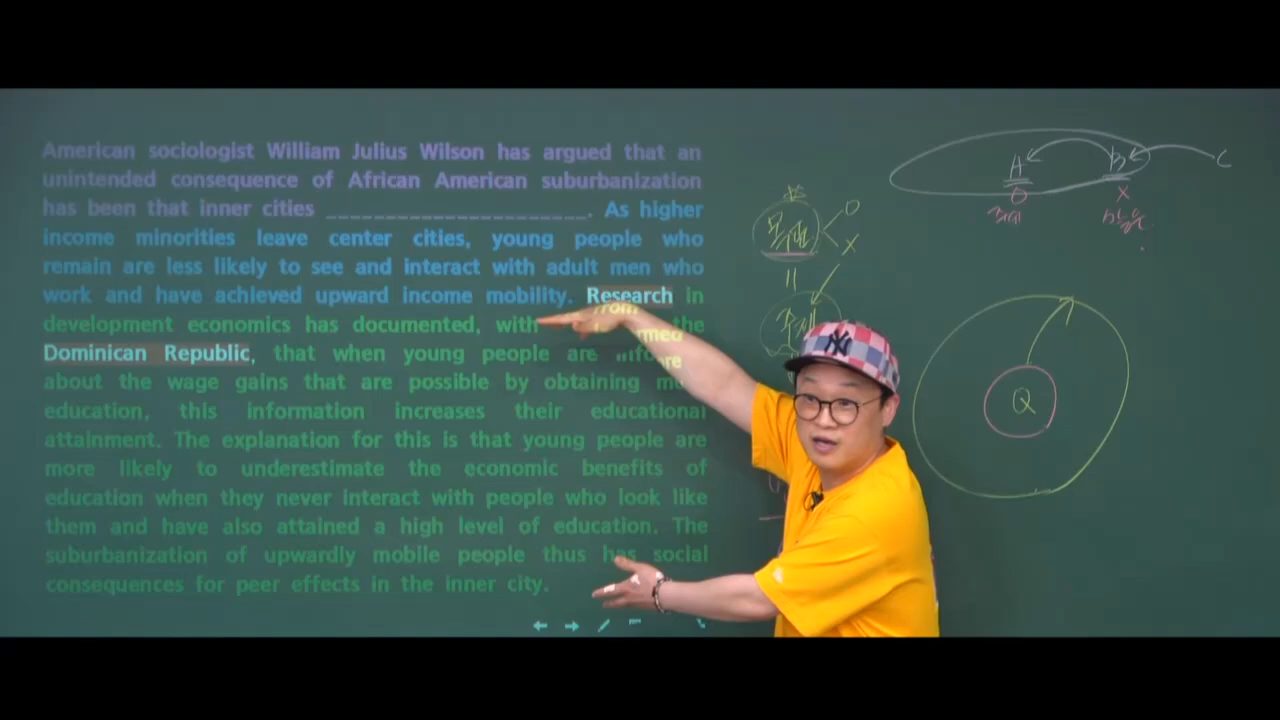 American sociologist William Julius Wilson has argued that an
unintended consequence of African American suburbanization
has been that inner cities ______________________. As higher
income minorities leave center cities, young people who
remain are less likely to see and interact with adult men who
work and have achieved upward income mobility. Research in
development economics has documented, with from the
Dominican Republic, that when young people are
about the wage gains that are possible by obtaining
education, this information increases their educational
attainment. The explanation for this is that young people are
more likely to underestimate the economic benefits of
education when they never interact with people who look like
them and have also attained a high level of education. The
suburbanization of upwardly mobile people thus has social
consequences for peer effects in the inner city.
O
X
A
B
C
O
X
Q
NY